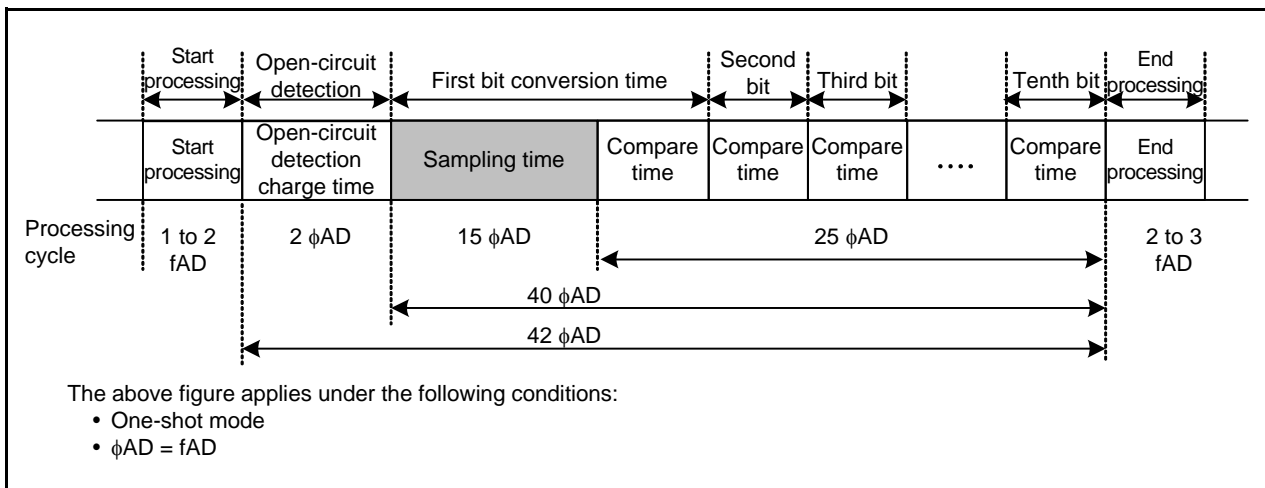 Start processing
Open-circuit detection
First bit conversion time
Second bit
Third bit
Tenth bit
End processing
Start processing
Open-circuit detection charge time
Sampling time
Compare time
Compare time
Compare time
....
Compare time
End processing
Processing cycle
1 to 2 fAD
2 ϕAD
15 ϕAD
25 ϕAD
2 to 3 fAD
40 ϕAD
42 ϕAD
The above figure applies under the following conditions:
• One-shot mode
• ϕAD = fAD